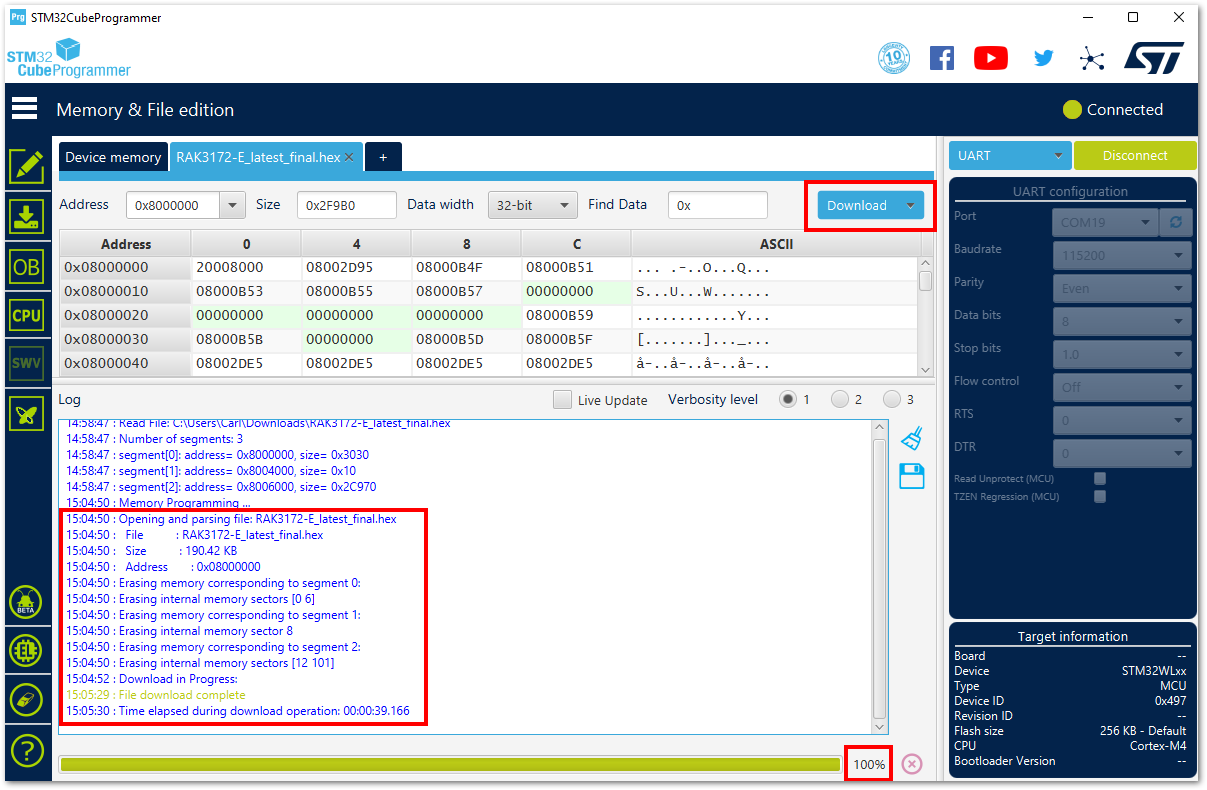 Prg STM32CubeProgrammer
STM32
CubeProgrammer
LONGEVITY 10 YEARS COMMITMENT
Memory & File edition
Connected
Device memory RAK3172-E_latest_final.hex × +
Address 0x8000000 Size 0x2F9B0 Data width 32-bit Find Data 0x Download
Address 0 4 8 C ASCII
0x08000000 20008000 08002D95 08000B4F 08000B51 ... .-..O...Q...
0x08000010 08000B53 08000B55 08000B57 00000000 S...U...W.......
0x08000020 00000000 00000000 00000000 08000B59 ............Y...
0x08000030 08000B5B 00000000 08000B5D 08000B5F [.......]..._...
0x08000040 08002DE5 08002DE5 08002DE5 08002DE5 å-..å-..å-..å-..
Log Live Update Verbosity level 1 2 3
14:58:47 : Read File: C:\Users\Carl\Downloads\RAK3172-E_latest_final.hex
14:58:47 : Number of segments: 3
14:58:47 : segment[0]: address= 0x8000000, size= 0x3030
14:58:47 : segment[1]: address= 0x8004000, size= 0x10
14:58:47 : segment[2]: address= 0x8006000, size= 0x2C970
15:04:50 : Memory Programming ...
15:04:50 : Opening and parsing file: RAK3172-E_latest_final.hex
15:04:50 : File : RAK3172-E_latest_final.hex
15:04:50 : Size : 190.42 KB
15:04:50 : Address : 0x08000000
15:04:50 : Erasing memory corresponding to segment 0:
15:04:50 : Erasing internal memory sectors [0 6]
15:04:50 : Erasing memory corresponding to segment 1:
15:04:50 : Erasing internal memory sector 8
15:04:50 : Erasing memory corresponding to segment 2:
15:04:50 : Erasing internal memory sectors [12 101]
15:04:52 : Download in Progress:
15:05:29 : File download complete
15:05:30 : Time elapsed during download operation: 00:00:39.166
100%
OB
CPU
SWV
BETA
EL
?
UART Disconnect
UART configuration
Port COM19
Baudrate 115200
Parity Even
Data bits 8
Stop bits 1.0
Flow control Off
RTS 0
DTR 0
Read Unprotect (MCU)
TZEN Regression (MCU)
Target information
Board --
Device STM32WLxx
Type MCU
Device ID 0x497
Revision ID --
Flash size 256 KB - Default
CPU Cortex-M4
Bootloader Version --